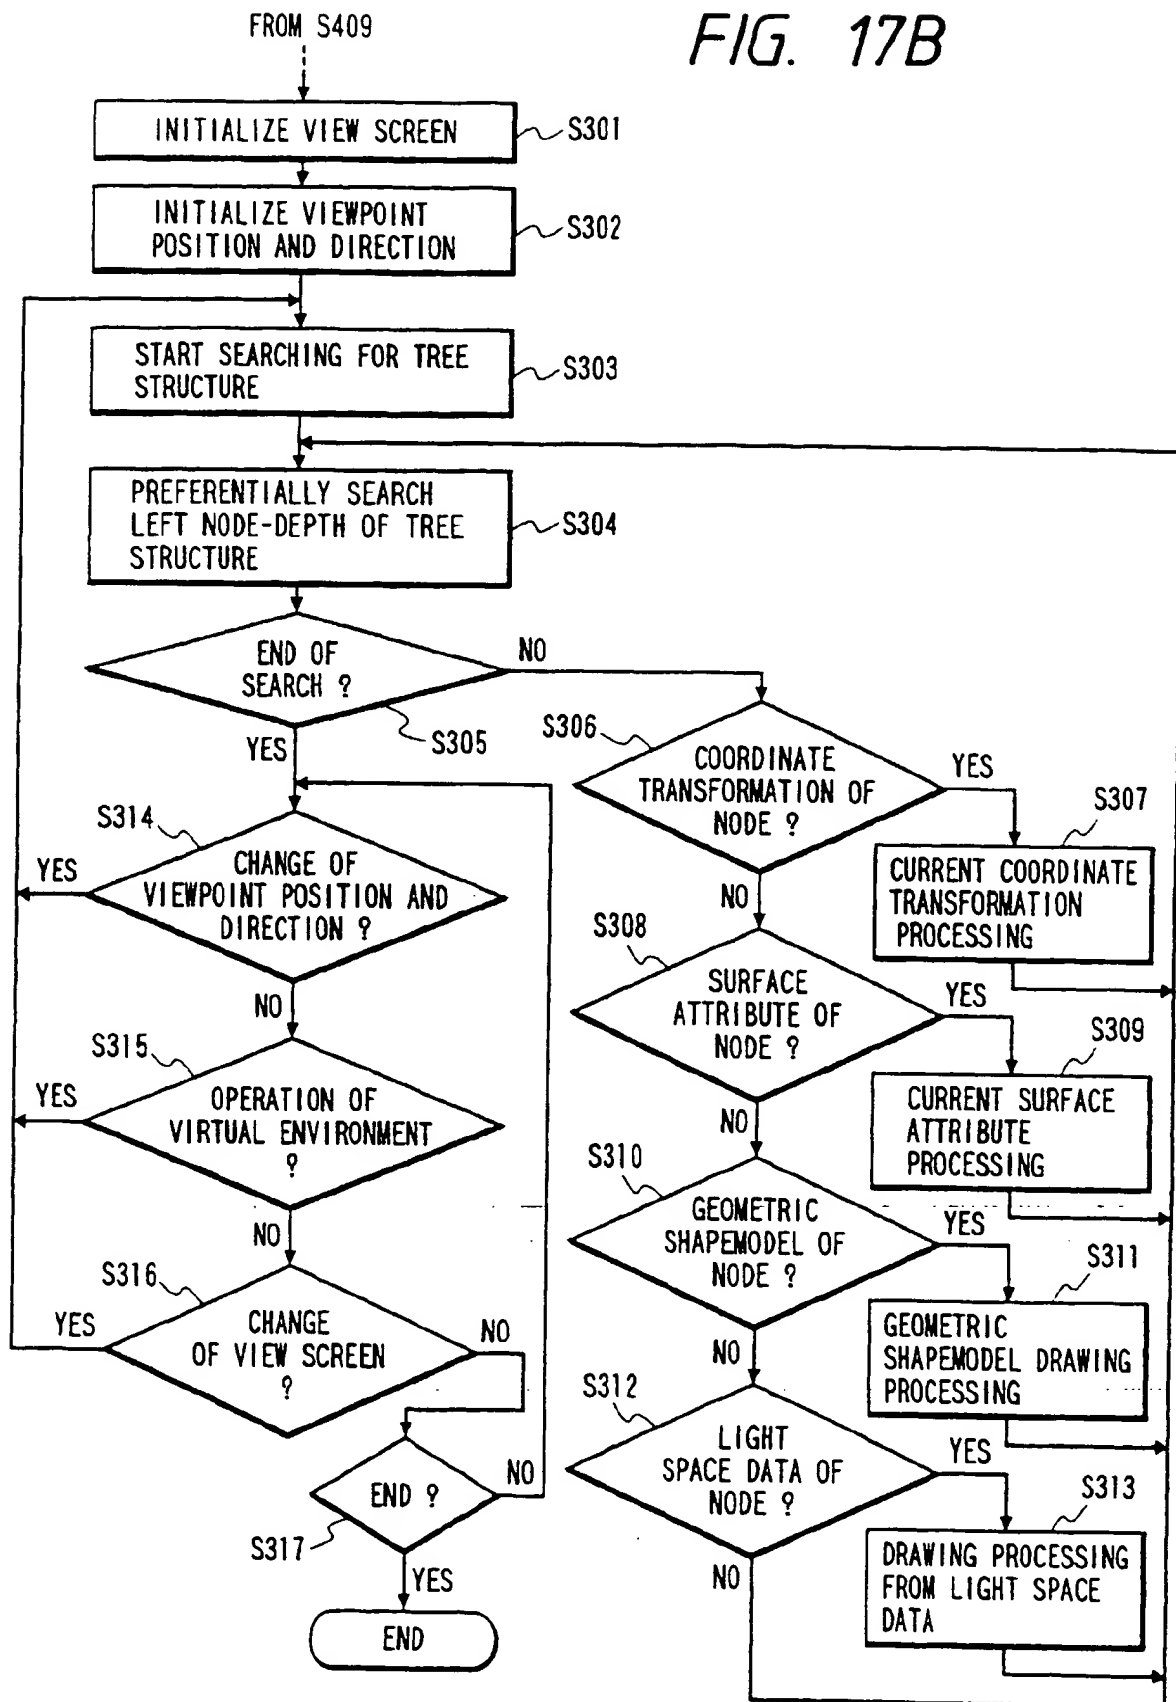 FROM S409
FIG. 17B
INITIALIZE VIEW SCREEN
S301
INITIALIZE VIEWPOINT
POSITION AND DIRECTION
S302
START SEARCHING FOR TREE
STRUCTURE
S303
PREFERENTIALLY SEARCH
LEFT NODE-DEPTH OF TREE
STRUCTURE
S304
END OF
SEARCH ?
NO
S305
YES
S306
COORDINATE
TRANSFORMATION OF
NODE ?
YES
S307
CURRENT COORDINATE
TRANSFORMATION
PROCESSING
NO
S308
SURFACE
ATTRIBUTE OF
NODE ?
YES
S309
CURRENT SURFACE
ATTRIBUTE
PROCESSING
NO
S310
GEOMETRIC
SHAPEMODEL OF
NODE ?
YES
S311
GEOMETRIC
SHAPEMODEL DRAWING
PROCESSING
NO
S312
LIGHT
SPACE DATA OF
NODE ?
YES
S313
DRAWING PROCESSING
FROM LIGHT SPACE
DATA
NO
S314
CHANGE OF
VIEWPOINT POSITION AND
DIRECTION ?
YES
NO
S315
OPERATION OF
VIRTUAL ENVIRONMENT
?
YES
NO
S316
CHANGE
OF VIEW SCREEN
?
YES
NO
END ?
NO
S317
YES
END